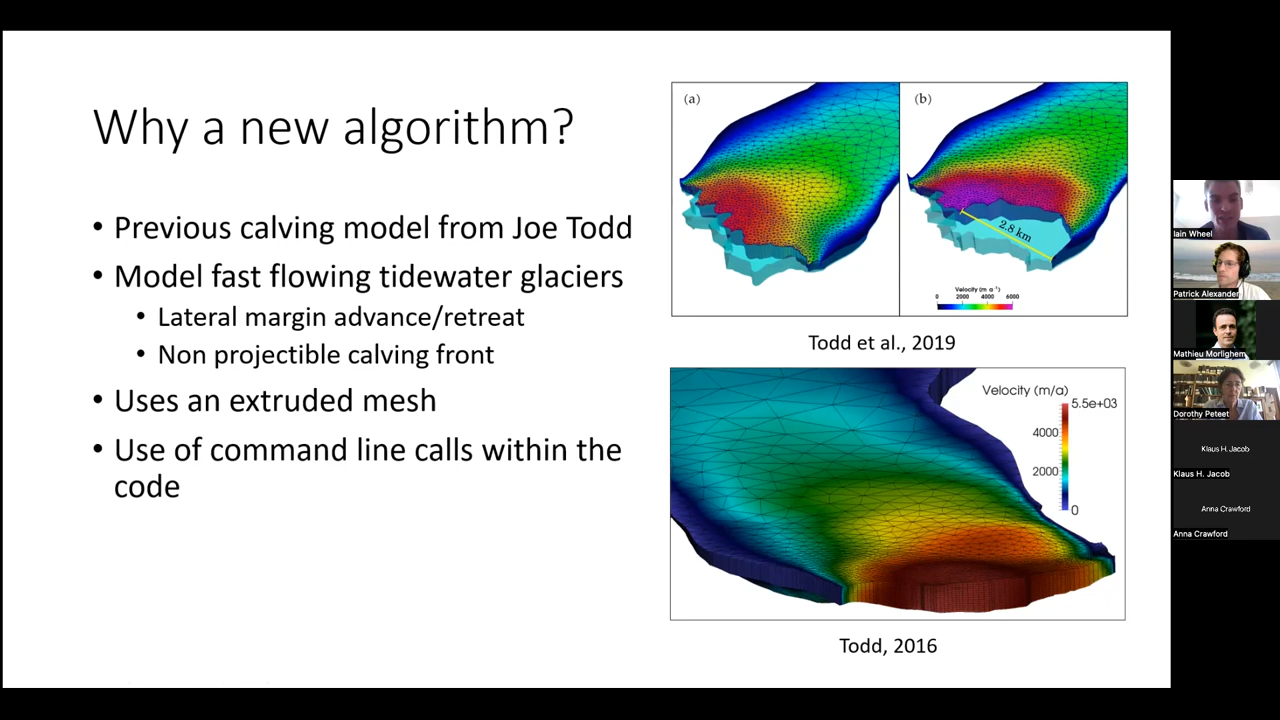 Why a new algorithm?
• Previous calving model from Joe Todd
• Model fast flowing tidewater glaciers
• Lateral margin advance/retreat
• Non projectible calving front
• Uses an extruded mesh
• Use of command line calls within the
code
(a)
(b)
2.8 km
Velocity (m a⁻¹)
0 2000 4000 6000
Todd et al., 2019
Velocity (m/a)
5.5e+03
4000
2000
0
Todd, 2016
Iain Wheel
Patrick Alexander
Mathieu Morlighem
Dorothy Peteet
Klaus H. Jacob
Klaus H. Jacob
Anna Crawford
Anna Crawford